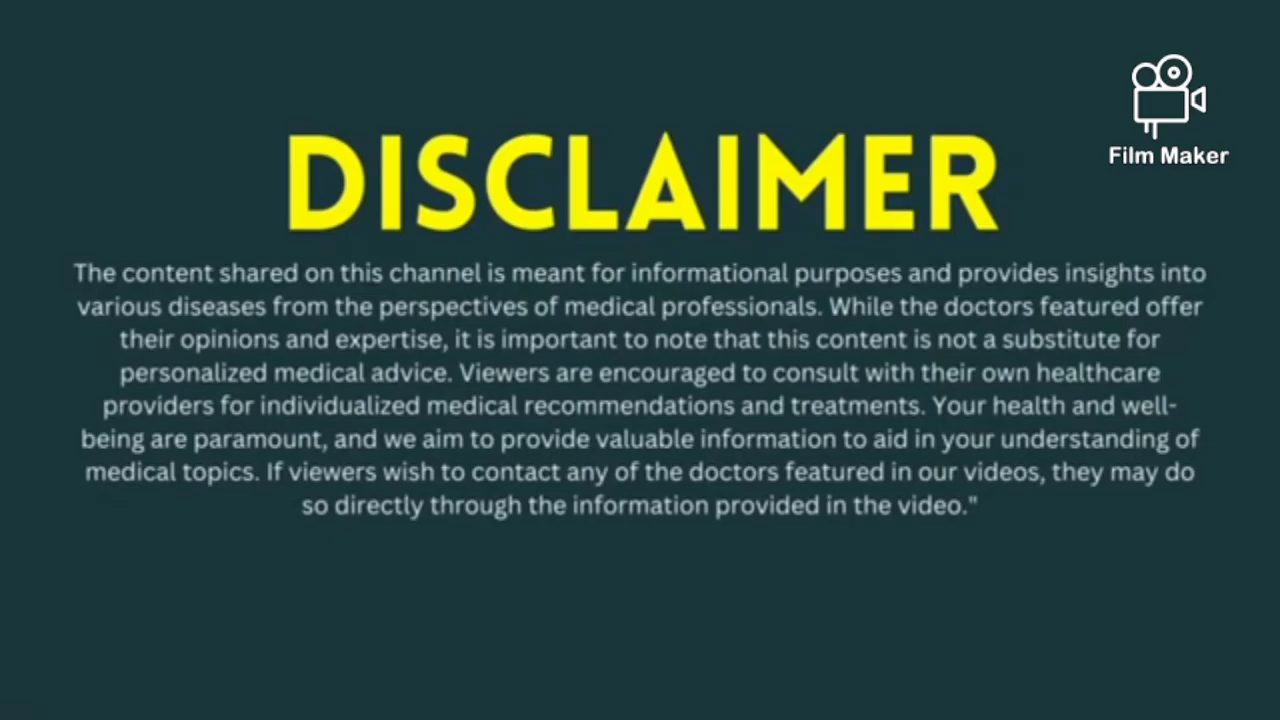 Film Maker
DISCLAIMER
The content shared on this channel is meant for informational purposes and provides insights into
various diseases from the perspectives of medical professionals. While the doctors featured offer
their opinions and expertise, it is important to note that this content is not a substitute for
personalized medical advice. Viewers are encouraged to consult with their own healthcare
providers for individualized medical recommendations and treatments. Your health and well-
being are paramount, and we aim to provide valuable information to aid in your understanding of
medical topics. If viewers wish to contact any of the doctors featured in our videos, they may do
so directly through the information provided in the video."